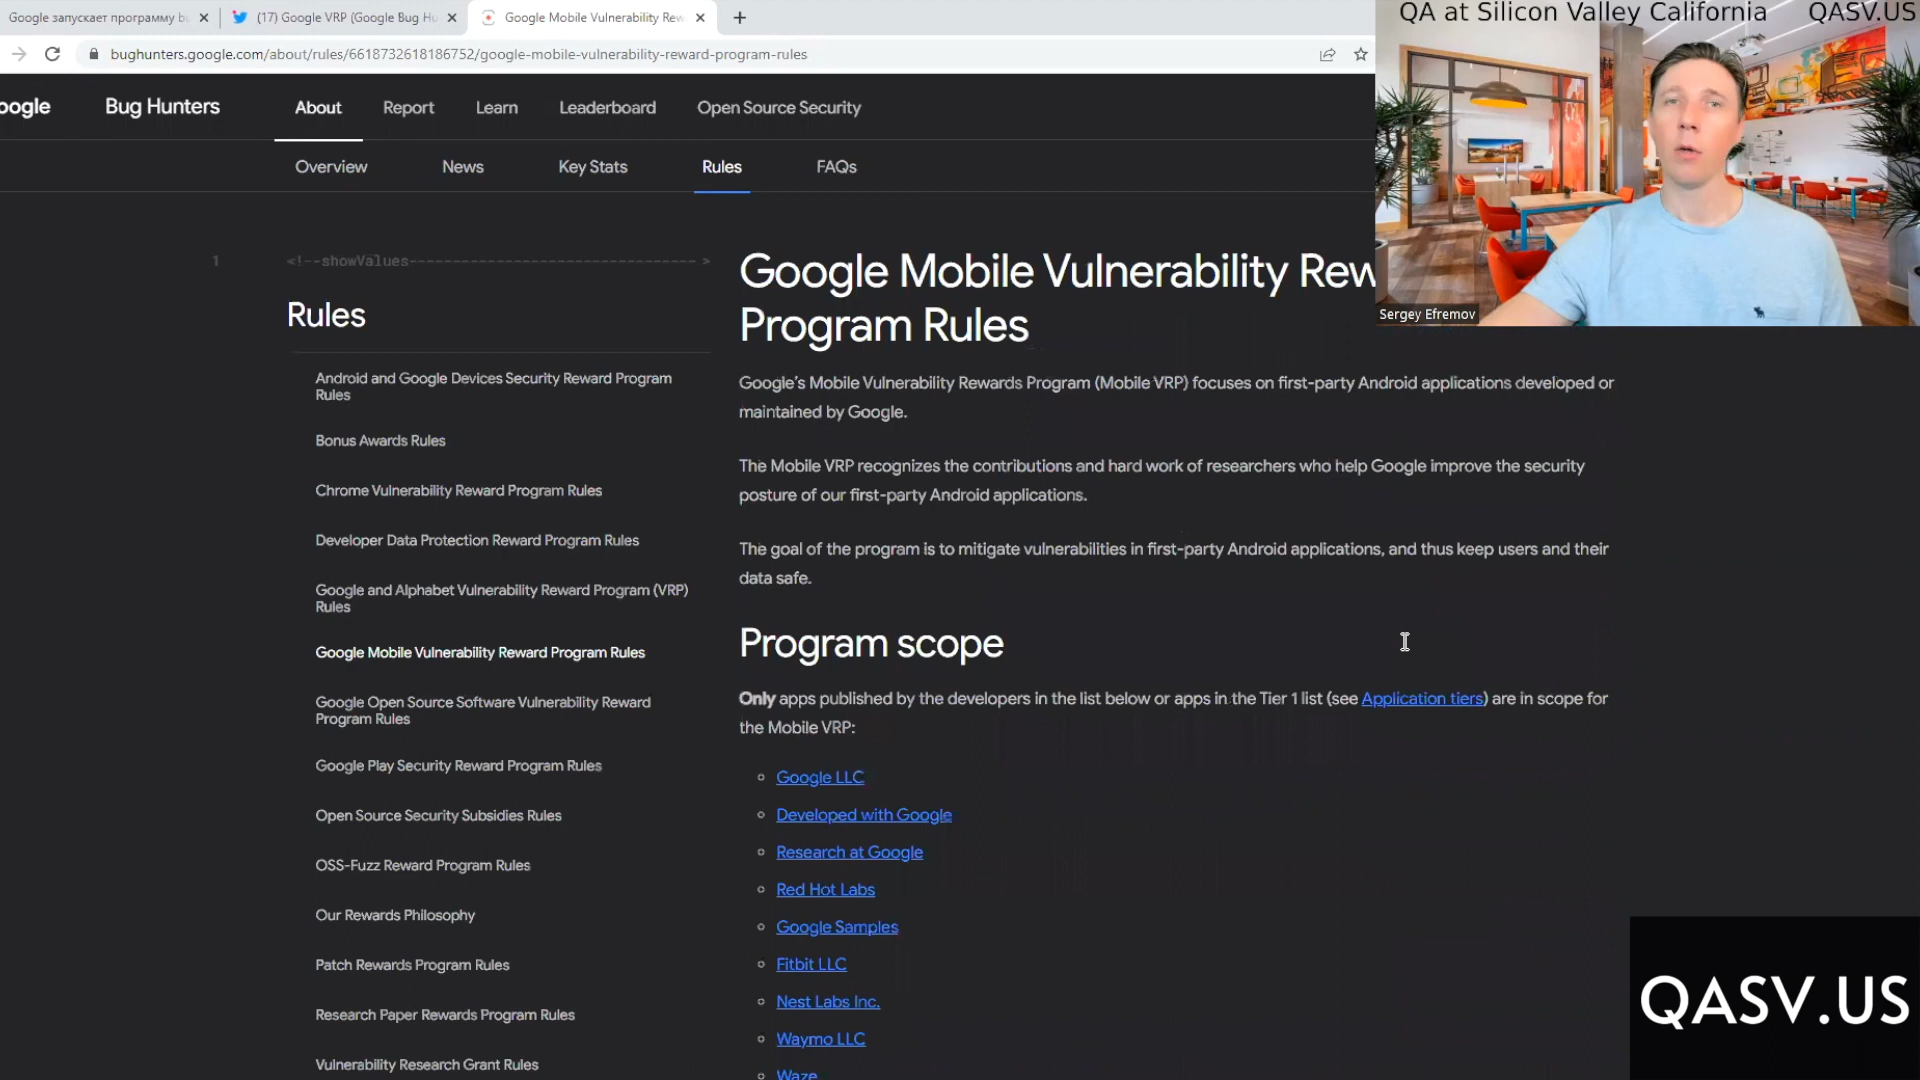 Google запускает программу bu
(17) Google VRP (Google Bug Hu
Google Mobile Vulnerability Rew
QA at Silicon Valley California QASV.US
bughunters.google.com/about/rules/6618732618186752/google-mobile-vulnerability-reward-program-rules
oogle Bug Hunters About Report Learn Leaderboard Open Source Security
Overview News Key Stats Rules FAQs
Sergey Efremov
1 <!--showValues--------------------------------- >
Rules
Android and Google Devices Security Reward Program
Rules
Bonus Awards Rules
Chrome Vulnerability Reward Program Rules
Developer Data Protection Reward Program Rules
Google and Alphabet Vulnerability Reward Program (VRP)
Rules
Google Mobile Vulnerability Reward Program Rules
Google Open Source Software Vulnerability Reward
Program Rules
Google Play Security Reward Program Rules
Open Source Security Subsidies Rules
OSS-Fuzz Reward Program Rules
Our Rewards Philosophy
Patch Rewards Program Rules
Research Paper Rewards Program Rules
Vulnerability Research Grant Rules
Google Mobile Vulnerability Rew
Program Rules
Google's Mobile Vulnerability Rewards Program (Mobile VRP) focuses on first-party Android applications developed or
maintained by Google.
The Mobile VRP recognizes the contributions and hard work of researchers who help Google improve the security
posture of our first-party Android applications.
The goal of the program is to mitigate vulnerabilities in first-party Android applications, and thus keep users and their
data safe.
Program scope
Only apps published by the developers in the list below or apps in the Tier 1 list (see Application tiers) are in scope for
the Mobile VRP:
Google LLC
Developed with Google
Research at Google
Red Hot Labs
Google Samples
Fitbit LLC
Nest Labs Inc.
Waymo LLC
Waze
QASV.US